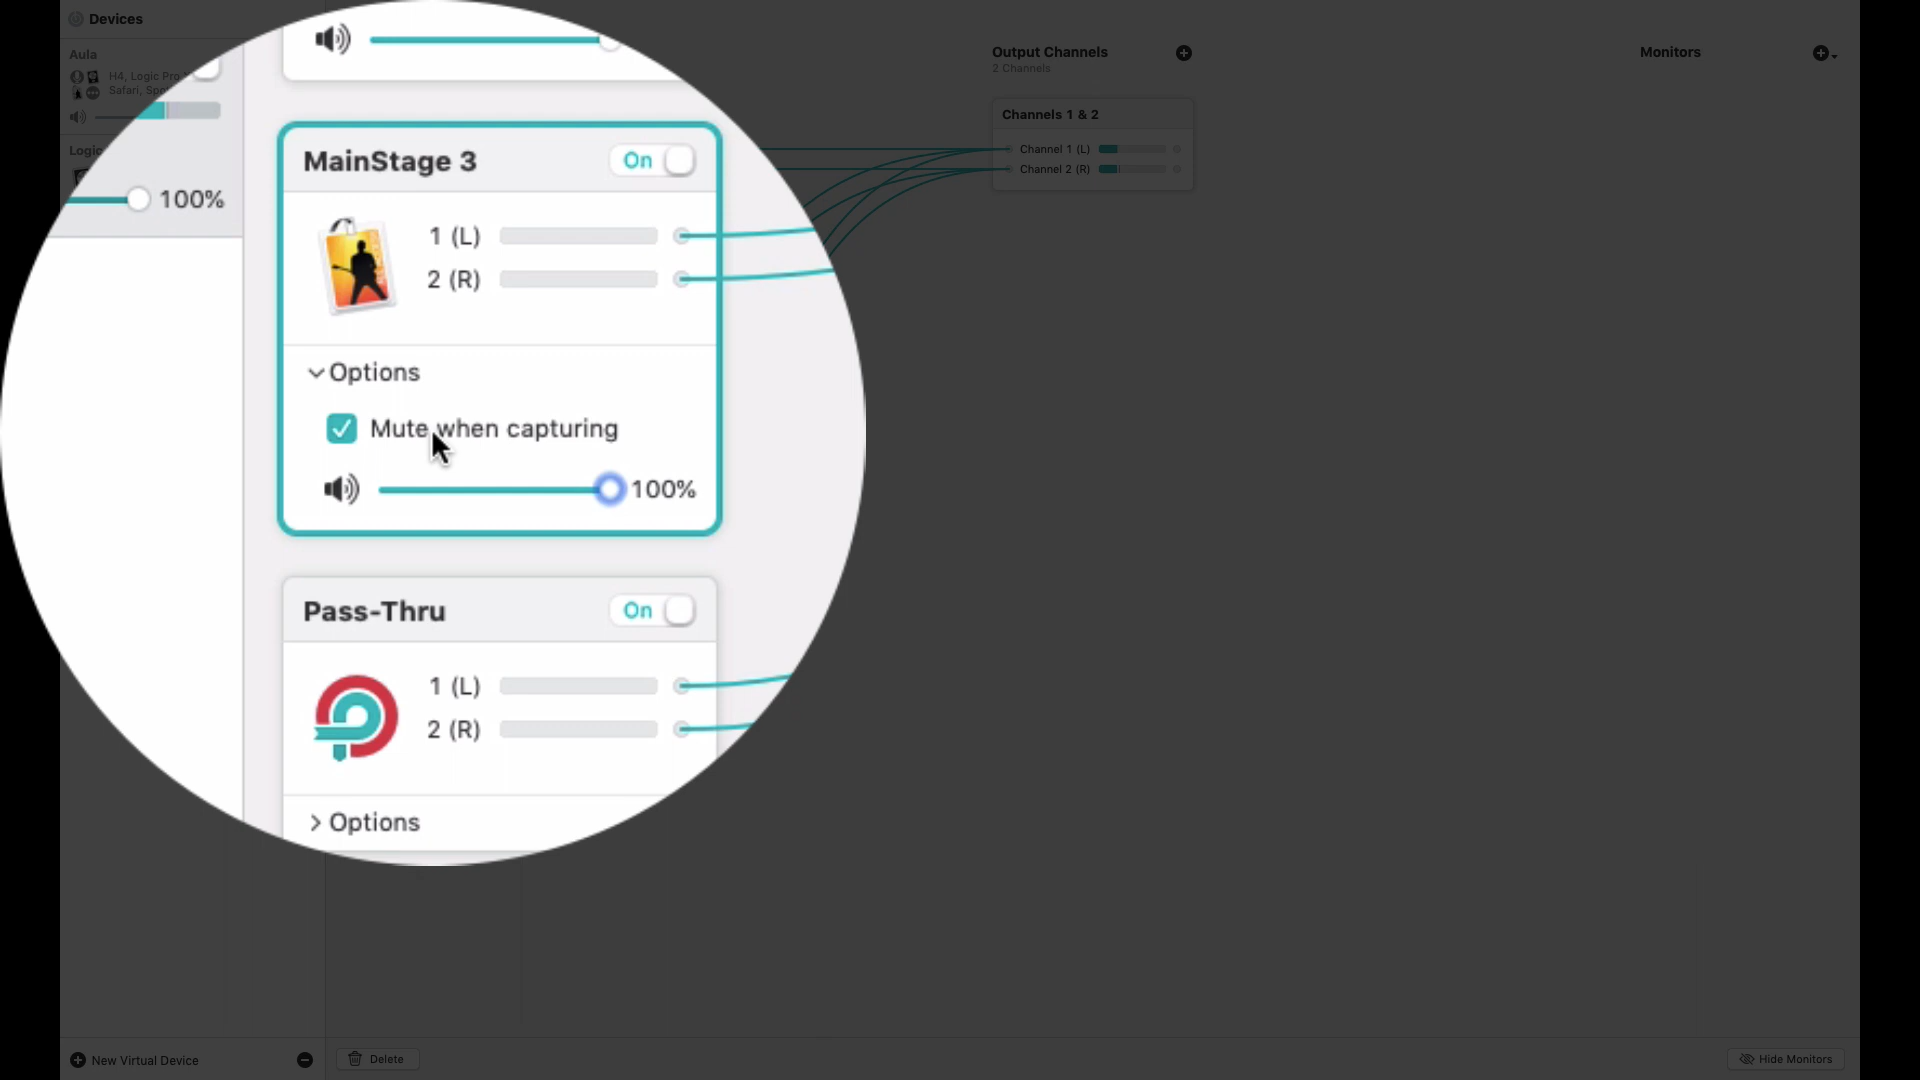 Devices
Aula
H4, Logic Pro
Safari, Spot
Logic
100%
MainStage 3
On
1 (L)
2 (R)
Options
Mute when capturing
100%
Pass-Thru
On
1 (L)
2 (R)
Options
Output Channels
2 Channels
Channels 1 & 2
Channel 1 (L)
Channel 2 (R)
Monitors
New Virtual Device
Delete
Hide Monitors